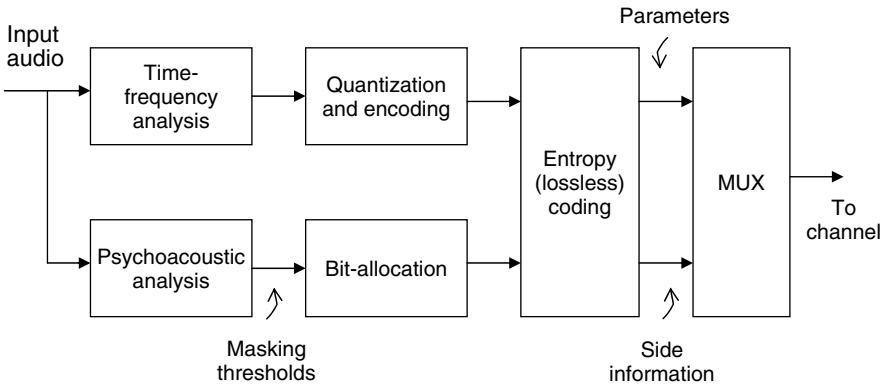 Parameters
Input
audio
Time-
frequency
analysis
Quantization
and encoding
Entropy
(lossless)
coding
MUX
To
channel
Psychoacoustic
analysis
Bit-allocation
Masking
thresholds
Side
information